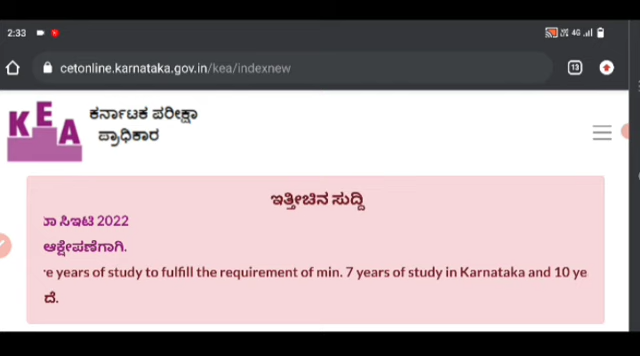 2:33
4G
cetonline.karnataka.gov.in/kea/indexnew
13
KEA
ಕರ್ನಾಟಕ ಪರೀಕ್ಷಾ
ಪ್ರಾಧಿಕಾರ
ಇತ್ತೀಚಿನ ಸುದ್ದಿ
ಸಿಇಟಿ 2022
ಆಕ್ಷೇಪಣೆಗಾಗಿ.
e years of study to fulfill the requirement of min. 7 years of study in Karnataka and 10 ye
ದೆ.